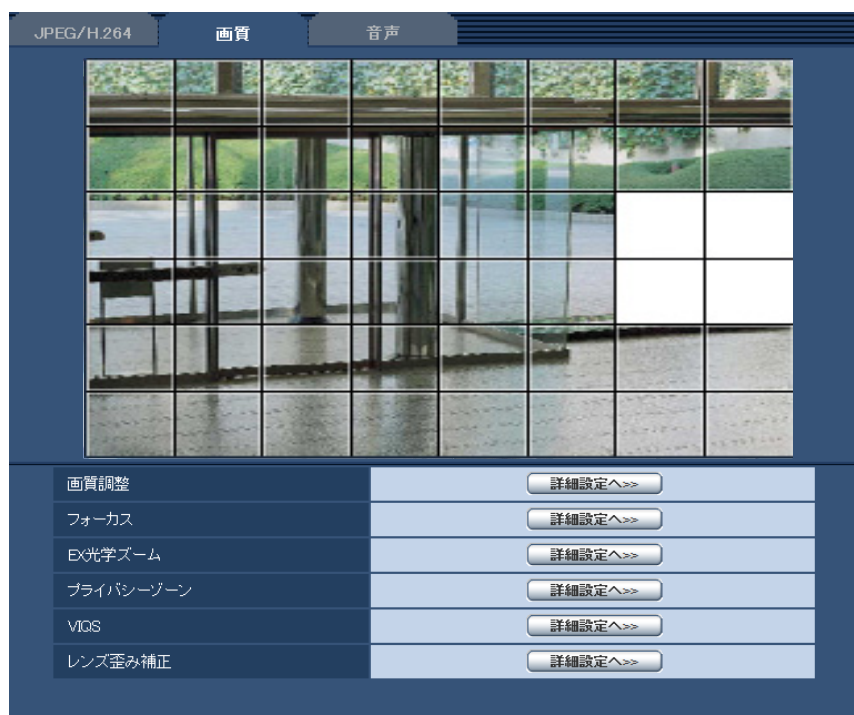 JPEG/H.264
画質
音声
画質調整
詳細設定へ>>
フォーカス
詳細設定へ>>
EX光学ズーム
詳細設定へ>>
プライバシーゾーン
詳細設定へ>>
VIQS
詳細設定へ>>
レンズ歪み補正
詳細設定へ>>